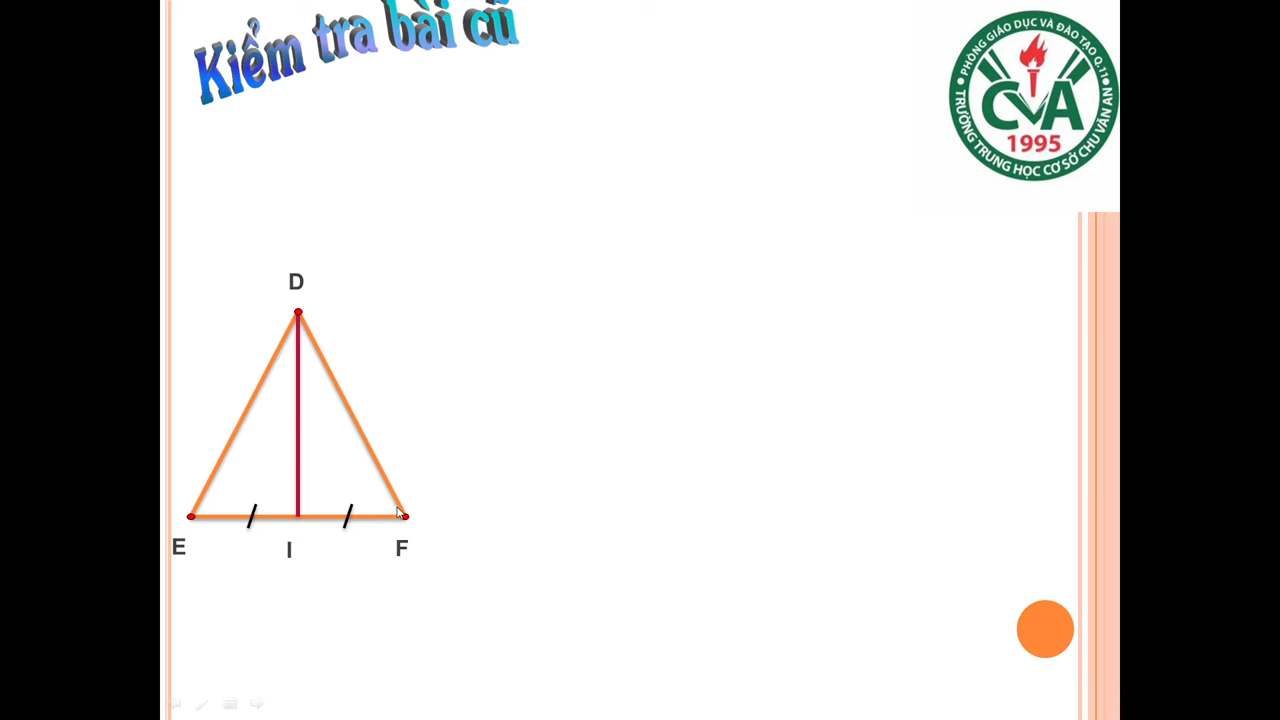 Kiểm tra bài cũ
PHÒNG GIÁO DỤC VÀ ĐÀO TẠO Q.11
CVA
1995
TRƯỜNG TRUNG HỌC CƠ SỞ CHU VĂN AN
D
E I F